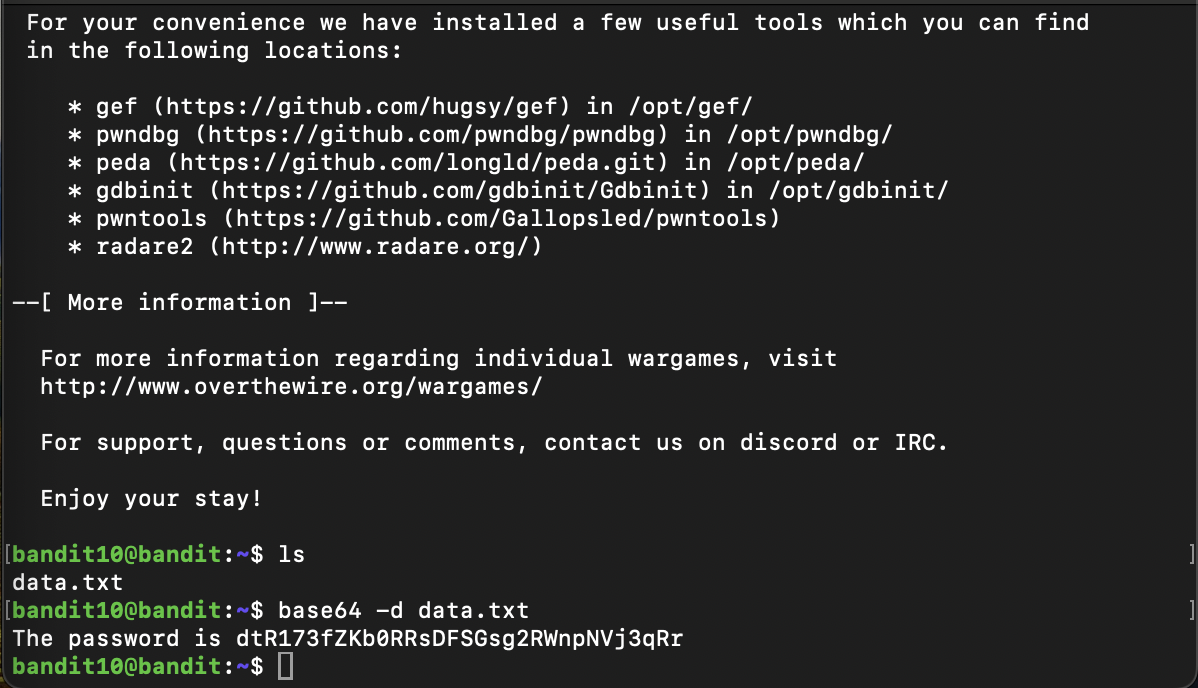 For your convenience we have installed a few useful tools which you can find
in the following locations:
* gef (https://github.com/hugsy/gef) in /opt/gef/
* pwndbg (https://github.com/pwndbg/pwndbg) in /opt/pwndbg/
* peda (https://github.com/longld/peda.git) in /opt/peda/
* gdbinit (https://github.com/gdbinit/Gdbinit) in /opt/gdbinit/
* pwntools (https://github.com/Gallopsled/pwntools)
* radare2 (http://www.radare.org/)
--[ More information ]--
For more information regarding individual wargames, visit
http://www.overthewire.org/wargames/
For support, questions or comments, contact us on discord or IRC.
Enjoy your stay!
[bandit10@bandit:~$ ls ]
data.txt
[bandit10@bandit:~$ base64 -d data.txt ]
The password is dtR173fZKb0RRsDFSGsg2RWnpNVj3qRr
bandit10@bandit:~$